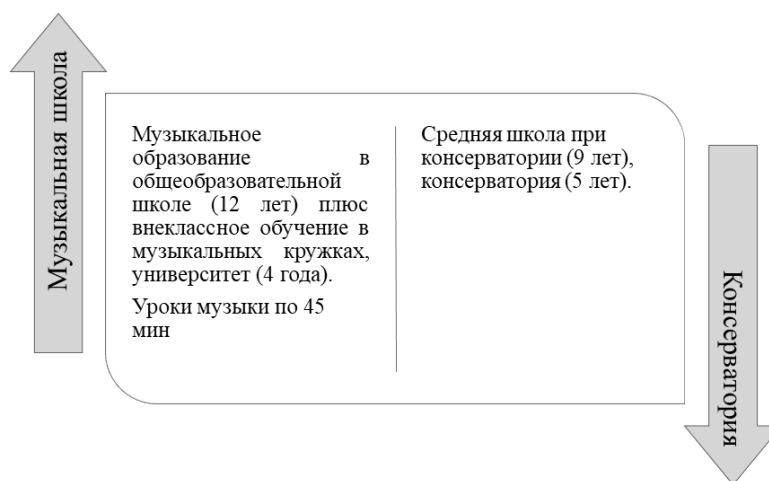 Музыкальная школа
Музыкальное
образование в
общеобразовательной
школе (12 лет) плюс
внеклассное обучение в
музыкальных кружках,
университет (4 года).
Уроки музыки по 45
мин
Средняя школа при
консерватории (9 лет),
консерватория (5 лет).
Консерватория